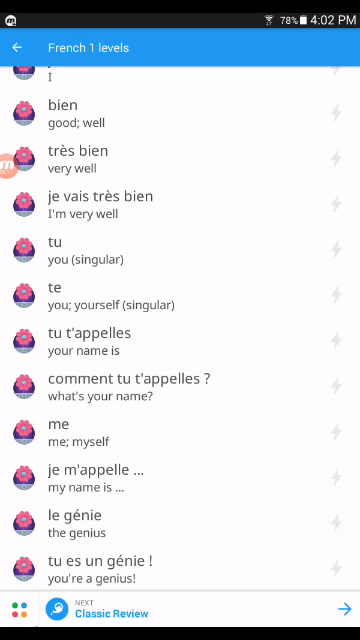 78% 4:02 PM
French 1 levels
I
bien
good; well
très bien
very well
je vais très bien
I'm very well
tu
you (singular)
te
you; yourself (singular)
tu t'appelles
your name is
comment tu t'appelles ?
what's your name?
me
me; myself
je m'appelle ...
my name is ...
le génie
the genius
tu es un génie !
you're a genius!
NEXT
Classic Review